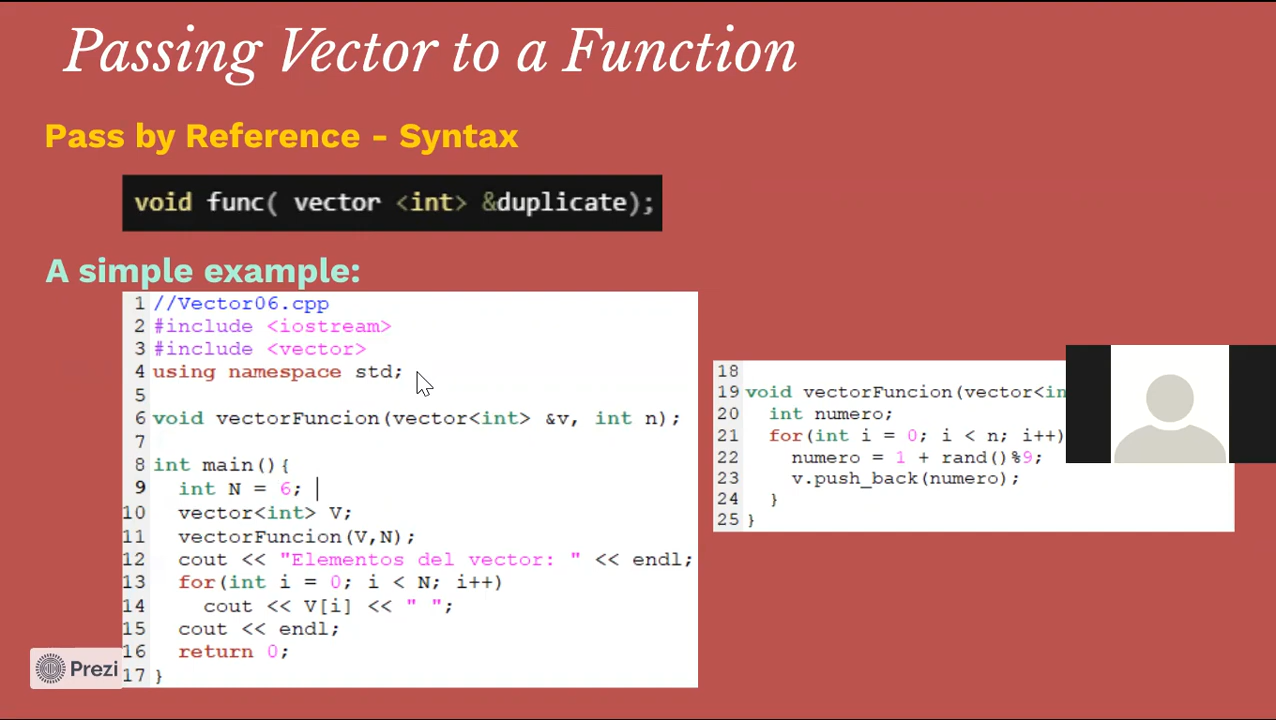 Passing Vector to a Function
Pass by Reference - Syntax
void func( vector <int> &duplicate);
A simple example:
1 //Vector06.cpp
2 #include <iostream>
3 #include <vector>
4 using namespace std;
5
6 void vectorFuncion(vector<int> &v, int n);
7
8 int main(){
9 int N = 6;
10 vector<int> V;
11 vectorFuncion(V,N);
12 cout << "Elementos del vector: " << endl;
13 for(int i = 0; i < N; i++)
14 cout << V[i] << " ";
15 cout << endl;
16 return 0;
17 }
18
19 void vectorFuncion(vector<in
20 int numero;
21 for(int i = 0; i < n; i++)
22 numero = 1 + rand()%9;
23 v.push_back(numero);
24 }
25 }
Prezi